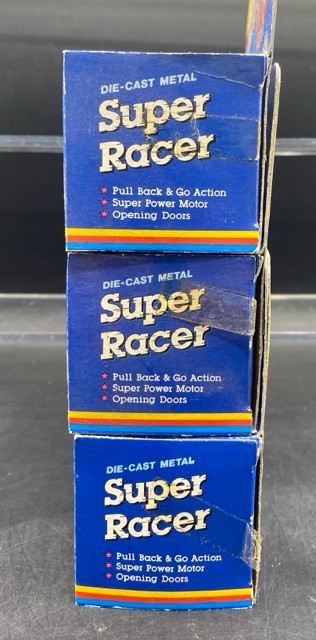 DIE-CAST METAL
Super
Racer
* Pull Back & Go Action
* Super Power Motor
* Opening Doors
DIE-CAST METAL
Super
Racer
* Pull Back & Go Action
* Super Power Motor
* Opening Doors
DIE-CAST METAL
Super
Racer
* Pull Back & Go Action
* Super Power Motor
* Opening Doors